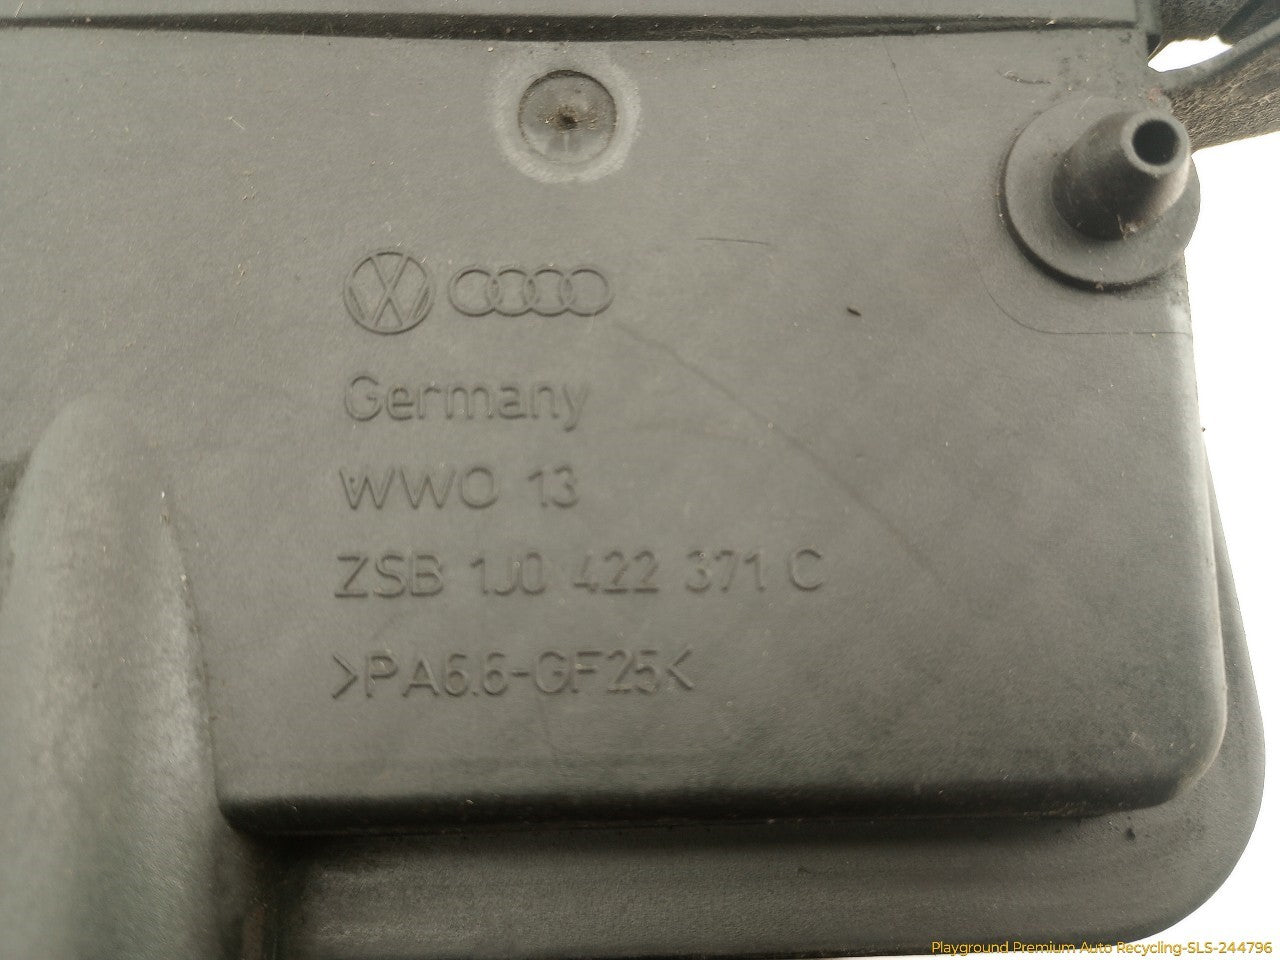 Germany
WWO 13
ZSB 1J0 422 371 C
>PA6.6-GF25<
Playground Premium Auto Recycling-SLS-244796